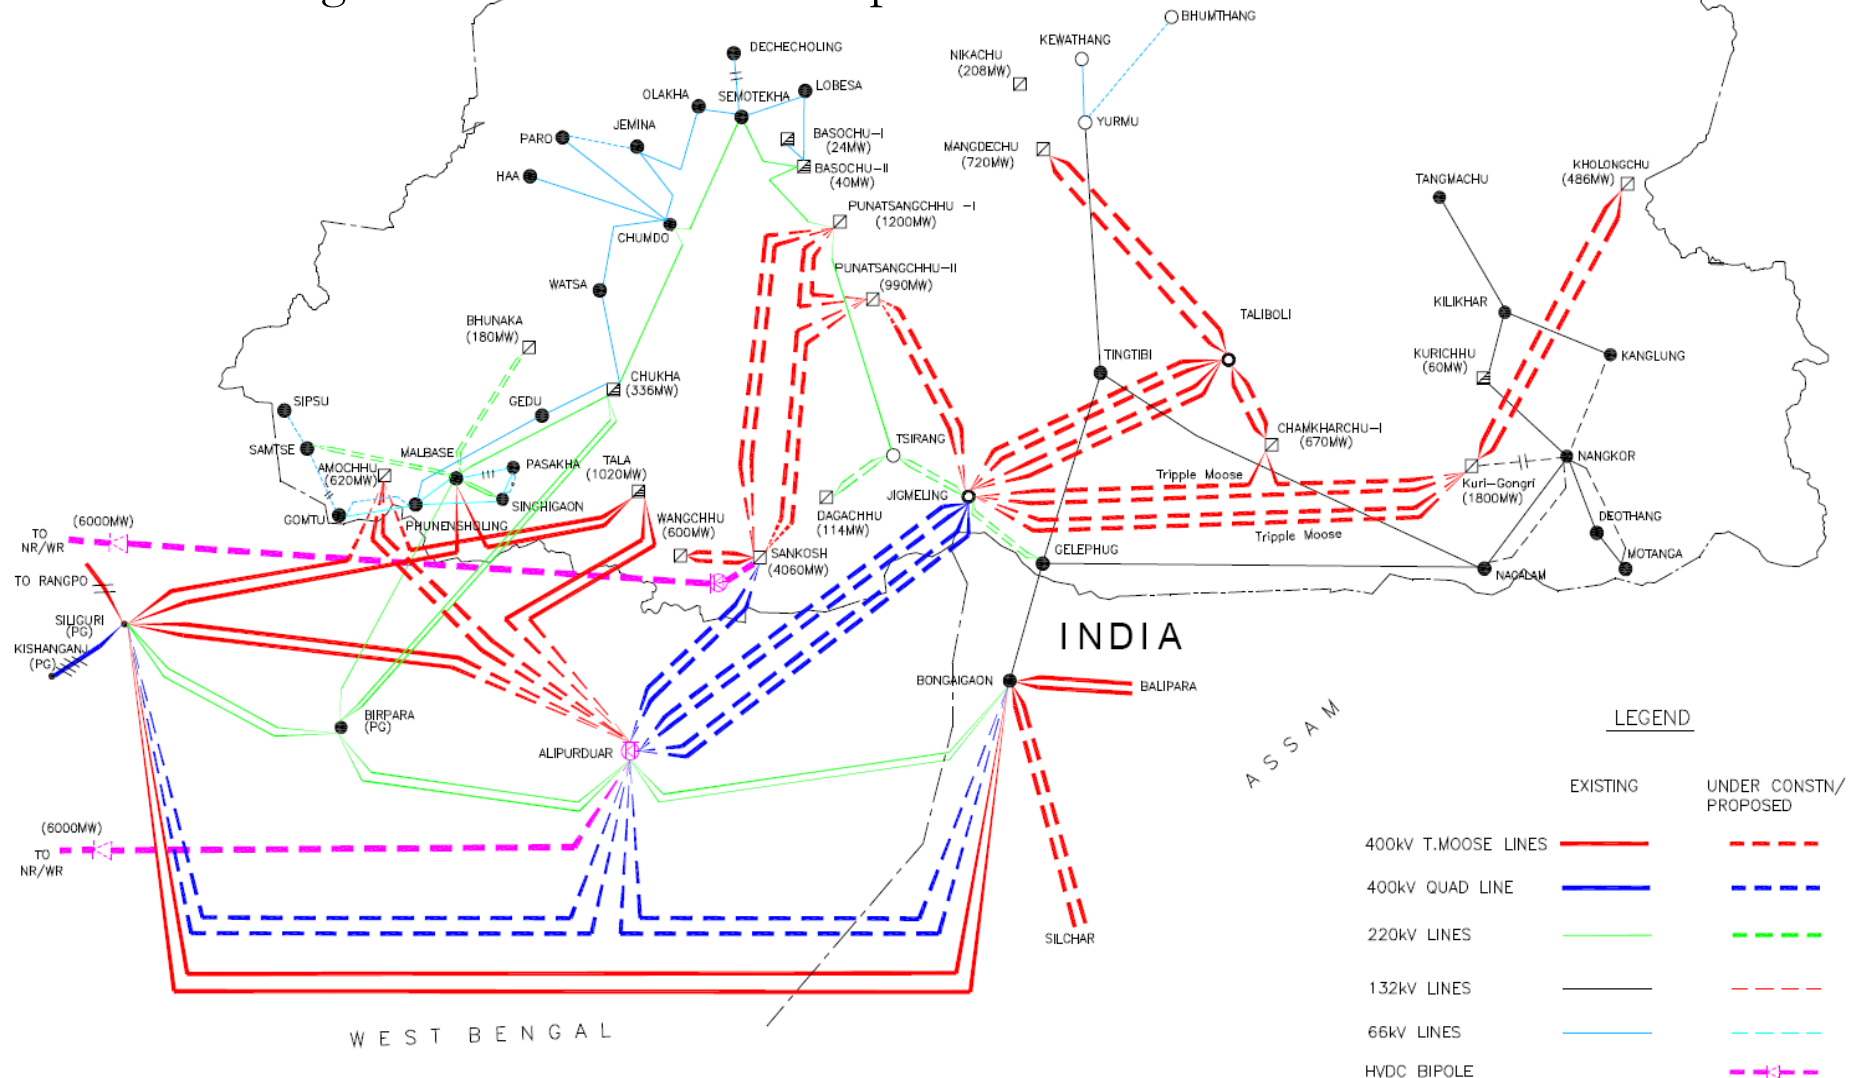 BHUMTHANG
KEWATHANG
DECHECHOLING
NIKACHU
(208MW)
LOBESA
OLAKHA
SEMOTEKHA
YURMU
JEMINA
PARO
BASOCHU-I
(24MW)
MANGDECHU
(720MW)
BASOCHU-II
(40MW)
HAA
KHOLONGCHU
(486MW)
TANGMACHU
PUNATSANGCHHU -I
(1200MW)
CHUMDO
PUNATSANGCHHU-II
(990MW)
WATSA
KILIKHAR
TALIBOLI
BHUNAKA
(180MW)
TINGTIBI
KURICHHU
(60MW)
KANGLUNG
CHUKHA
(336MW)
GEDU
SIPSU
CHAMKHARCHU-I
(670MW)
TSIRANG
SAMTSE
MALBASE
PASAKHA
TALA
(1020MW)
AMOCHHU
(620MW)
NANGKOR
Tripple Moose
Kuri-Gongri
(1800MW)
JIGMELING
SINGHIGAON
DAGACHHU
(114MW)
GOMTU
PHUNENSHOLING
WANGCHHU
(600MW)
DEOTHANG
(6000MW)
TO
NR/WR
Tripple Moose
GELEPHUG
SANKOSH
(4060MW)
MOTANGA
NAGALAM
TO RANGPO
SILIGURI
(PG)
INDIA
KISHANGANJ
(PG)
BONGAIGAON
BALIPARA
BIRPARA
(PG)
ALIPURDUAR
ASSAM
LEGEND
EXISTING
UNDER CONSTN/
PROPOSED
(6000MW)
TO
NR/WR
400kV T.MOOSE LINES
400kV QUAD LINE
SILCHAR
220kV LINES
132kV LINES
WEST BENGAL
66kV LINES
HVDC BIPOLE